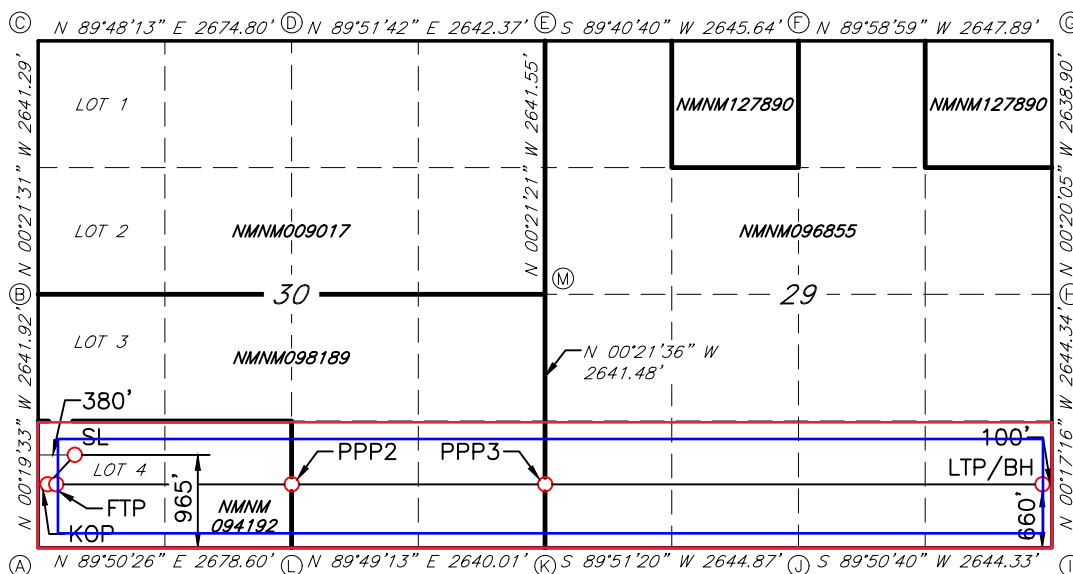 C N 89°48'13" E 2674.80' D N 89°51'42" E 2642.37' E S 89°40'40" W 2645.64' F N 89°58'59" W 2647.89' G
N 00°21'31" W 2641.29'
N 00°21'21" W 2641.55'
N 00°20'05" W 2638.90'
LOT 1
NMNM127890
NMNM127890
LOT 2
NMNM009017
NMNM096855
B
30
M
29
H
LOT 3
NMNM098189
N 00°21'36" W
2641.48'
N 00°19'33" W 2641.92'
N 00°17'16" W 2644.34'
380'
SL
100'
LOT 4
PPP2
PPP3
LTP/BH
965'
FTP
NMNM
094192
KOP
660'
A N 89°50'26" E 2678.60' L N 89°49'13" E 2640.01' K S 89°51'20" W 2644.87' J S 89°50'40" W 2644.33' I